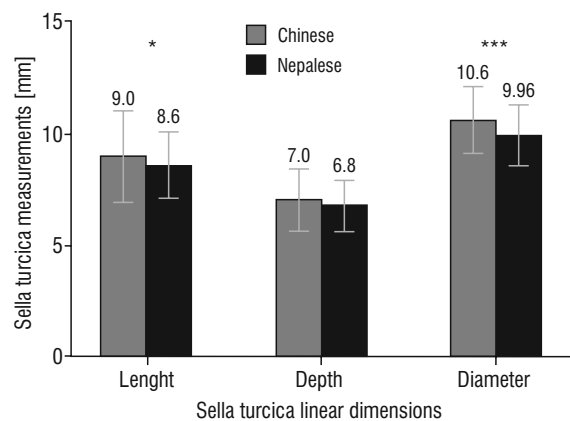 Sella turcica measurements [mm]
15
10
5
0
Chinese
Nepalese
*
***
9.0
8.6
7.0
6.8
10.6
9.96
Lenght
Depth
Diameter
Sella turcica linear dimensions